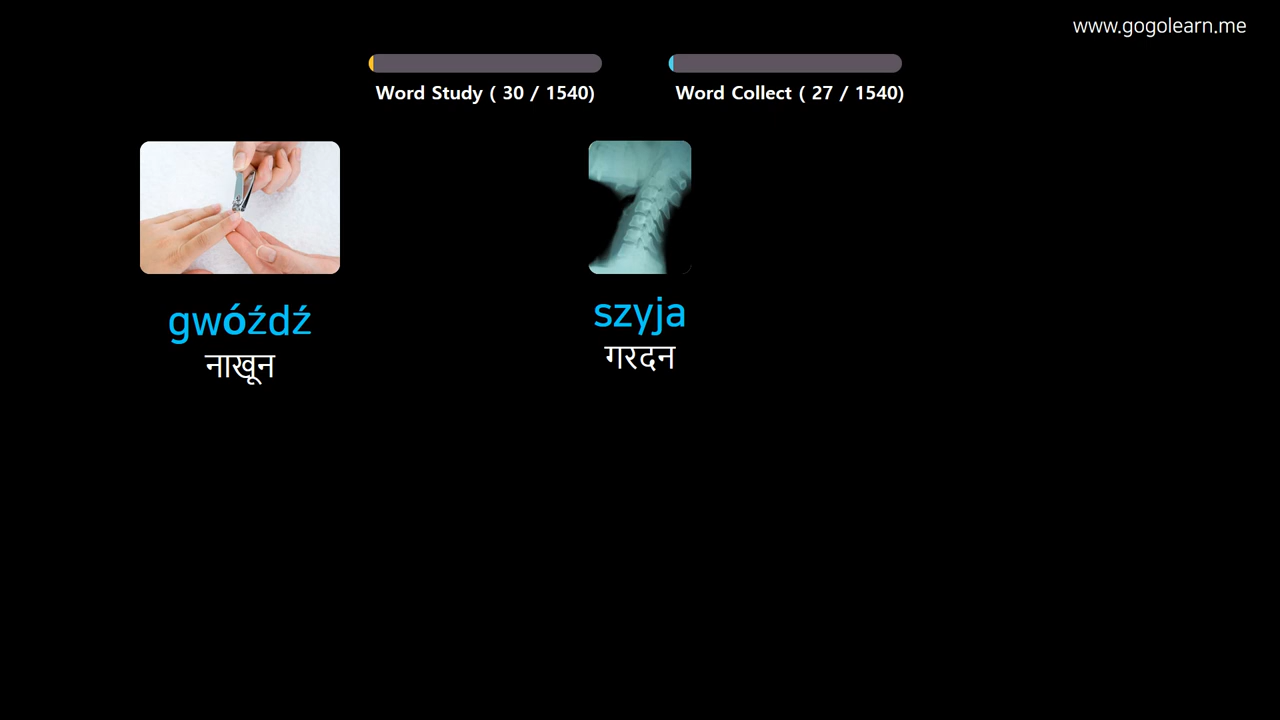 www.gogolearn.me
Word Study ( 30 / 1540)
Word Collect ( 27 / 1540)
gwóźdź
नाखून
szyja
गरदन